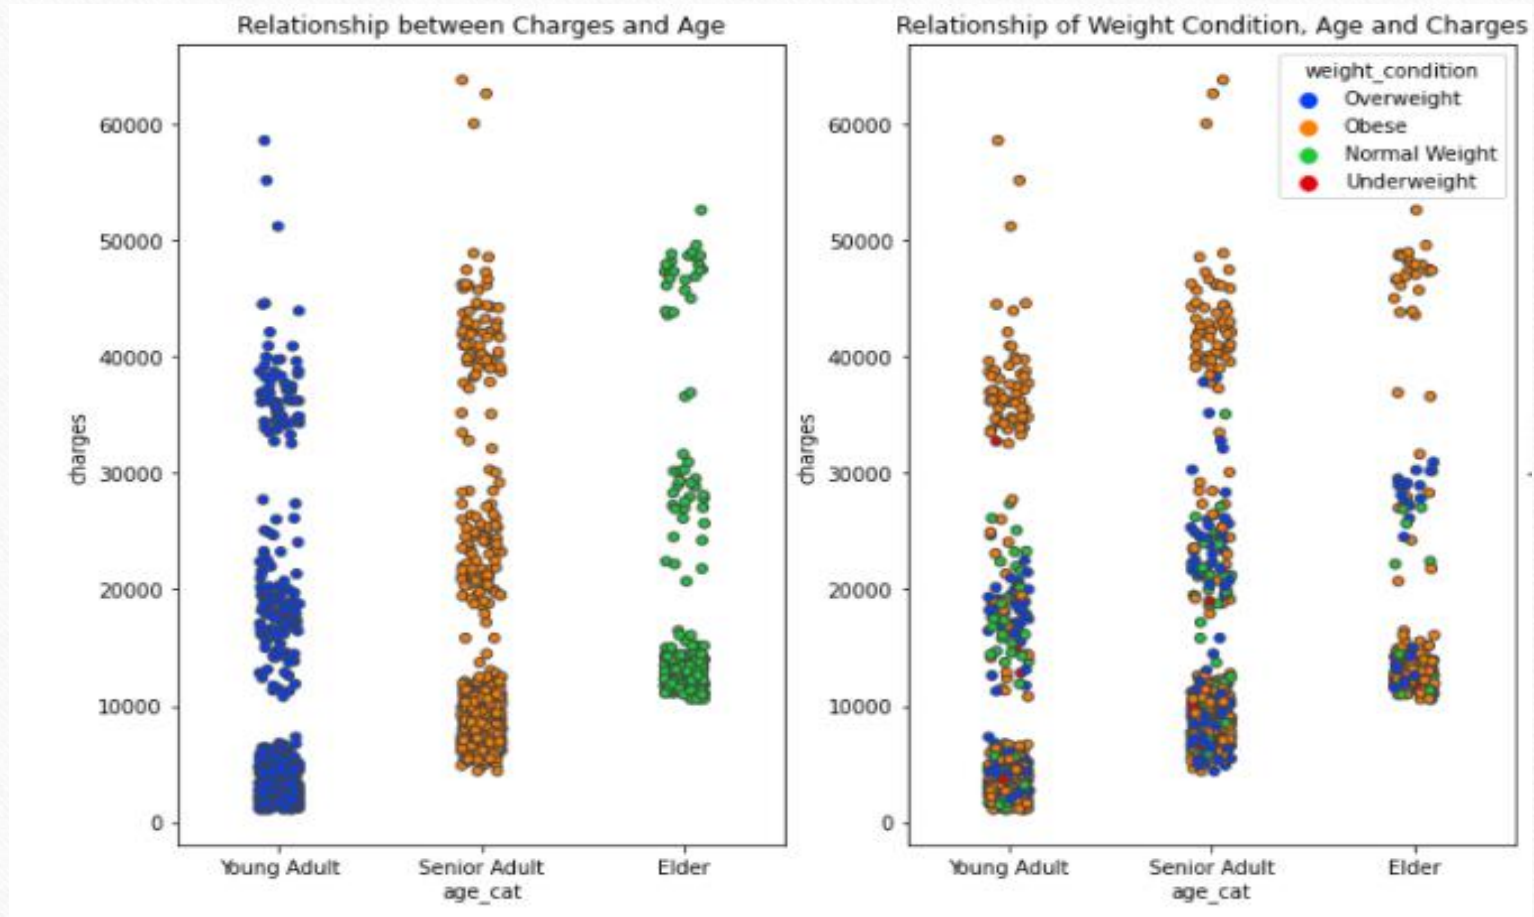 Relationship between Charges and Age
60000
50000
40000
30000
20000
10000
0
charges
Young Adult
Senior Adult
Elder
age_cat
Relationship of Weight Condition, Age and Charges
weight_condition
Overweight
Obese
Normal Weight
Underweight
60000
50000
40000
30000
20000
10000
0
charges
Young Adult
Senior Adult
Elder
age_cat